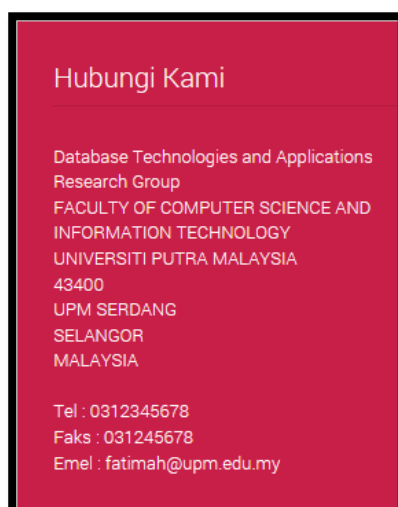 Hubungi Kami
Database Technologies and Applications
Research Group
FACULTY OF COMPUTER SCIENCE AND
INFORMATION TECHNOLOGY
UNIVERSITI PUTRA MALAYSIA
43400
UPM SERDANG
SELANGOR
MALAYSIA
Tel : 0312345678
Faks : 031245678
Emel : fatimah@upm.edu.my